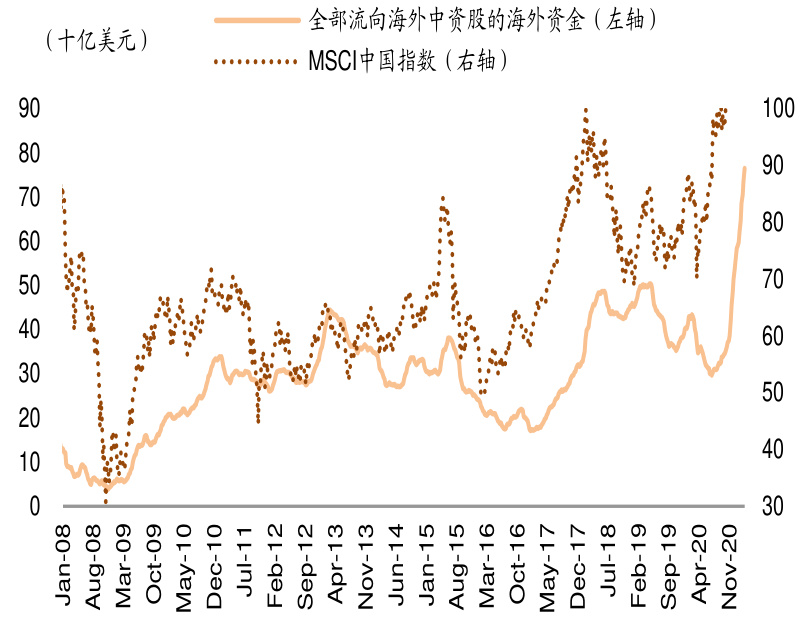 全部流向海外中资股的海外资金（左轴）
（十亿美元）
MSCI中国指数（右轴）
90
80
70
60
50
40
30
20
10
0
100
90
80
70
60
50
40
30
Jan-08
Aug-08
Mar-09
Oct-09
May-10
Dec-10
Jul-11
Feb-12
Sep-12
Apr-13
Nov-13
Jun-14
Jan-15
Aug-15
Mar-16
Oct-16
May-17
Dec-17
Jul-18
Feb-19
Sep-19
Apr-20
Nov-20